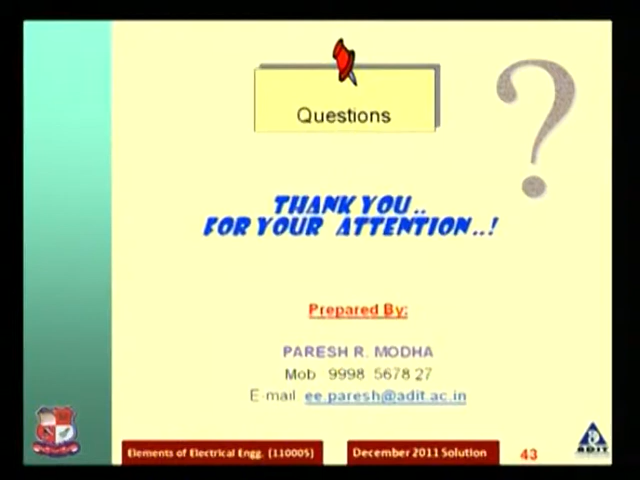 ?
Questions
THANK YOU..
FOR YOUR ATTENTION..!
Prepared By:
PARESH R. MODHA
Mob 9998 5678 27
E-mail ee.paresh@adit.ac.in
Elements of Electrical Engg. (110005)
December 2011 Solution
43
ADIT